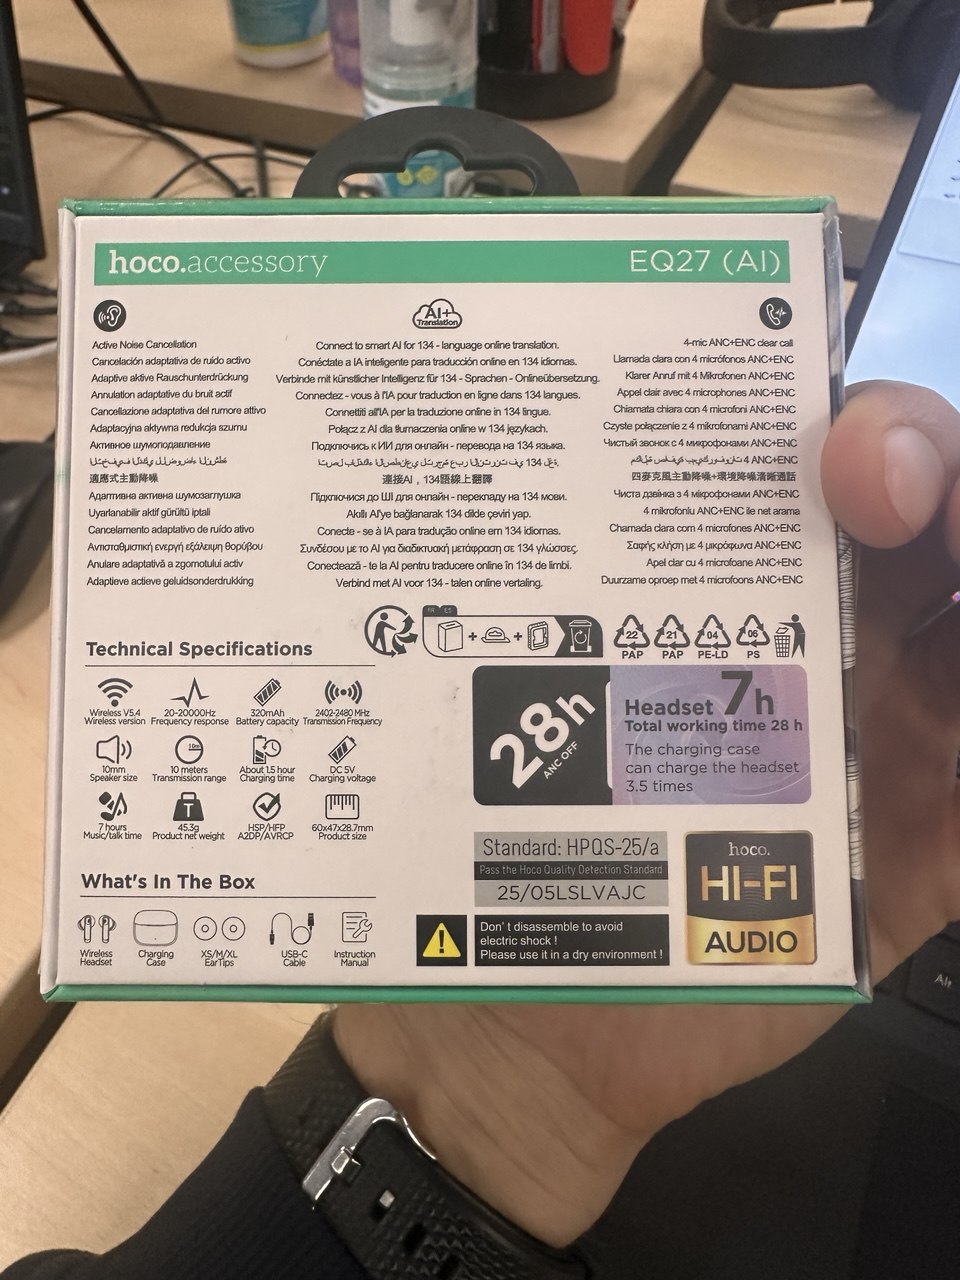 hoco.accessory
EQ27 (AI)
Active Noise Cancellation
Cancelación adaptativa de ruido activo
Adaptive aktive Rauschunterdrückung
Annulation adaptative du bruit actif
Cancellazione adaptativa del rumore attivo
Adaptacyjna aktywna redukcja szumu
Активное шумоподавление
適應式主動降噪
Адаптивна активна шумозаглушка
Uyarlanabilir aktif gürültü iptali
Cancelamento adaptativo de ruído ativo
Ανταποσθμιστική ενεργή εξάλειψη θορύβου
Anulare adaptativă a zgomotului activ
Adaptieve actieve geluidsonderdrukking
AI+
Translation
Connect to smart AI for 134 - language online translation.
Conéctate a IA inteligente para traducción online en 134 idiomas.
Verbinde mit künstlicher Intelligenz für 134 - Sprachen - Onlineübersetzung.
Connectez - vous à l'IA pour traduction en ligne dans 134 langues.
Connettiti all'IA per la traduzione online in 134 lingue.
Połącz z AI dla tłumaczenia online w 134 językach.
Подключись к ИИ для онлайн - перевода на 134 языка.
連接AI，134語線上翻譯
Підключися до ШІ для онлайн - перекладу на 134 мови.
Akıllı AI'ye bağlanarak 134 dilde çeviri yap.
Conecte - se à IA para tradução online em 134 idiomas.
Συνδέσου με το AI για διαδικτυακή μετάφραση σε 134 γλώσσες.
Conectează - te la AI pentru traducere online în 134 de limbi.
Verbind met AI voor 134 - talen online vertaling.
4-mic ANC+ENC clear call
Llamada clara con 4 micrófonos ANC+ENC
Klarer Anruf mit 4 Mikrofonen ANC+ENC
Appel clair avec 4 microphones ANC+ENC
Chiamata chiara con 4 microfoni ANC+ENC
Czyste połączenie z 4 mikrofonami ANC+ENC
Чистый звонок с 4 микрофонами ANC+ENC
四麥克風主動降噪+環境降噪清晰通話
Чиста дзвінка з 4 мікрофонами ANC+ENC
4 mikrofonlu ANC+ENC ile net arama
Chamada clara com 4 microfones ANC+ENC
Σαφής κλήση με 4 μικρόφωνα ANC+ENC
Apel clar cu 4 microfoane ANC+ENC
Duurzame oproep met 4 microfoons ANC+ENC
FR ES
22
PAP
21
PAP
04
PE-LD
06
PS
Technical Specifications
Wireless V5.4
Wireless version
20-20000Hz
Frequency response
320mAh
Battery capacity
2402-2480 MHz
Transmission Frequency
10mm
Speaker size
10 meters
Transmission range
About 1.5 hour
Charging time
DC 5V
Charging voltage
7 hours
Music/talk time
T
45.3g
Product net weight
HSP/HFP
A2DP/AVRCP
60x47x28.7mm
Product size
28h
ANC OFF
Headset 7h
Total working time 28 h
The charging case
can charge the headset
3.5 times
What's In The Box
Wireless
Headset
Charging
Case
XS/M/XL
EarTips
USB-C
Cable
Instruction
Manual
Standard: HPQS-25/a
Pass the Hoco Quality Detection Standard
25/05LSLVAJC
Don' t disassemble to avoid
electric shock !
Please use it in a dry environment !
hoco.
HI-FI
AUDIO
Alt